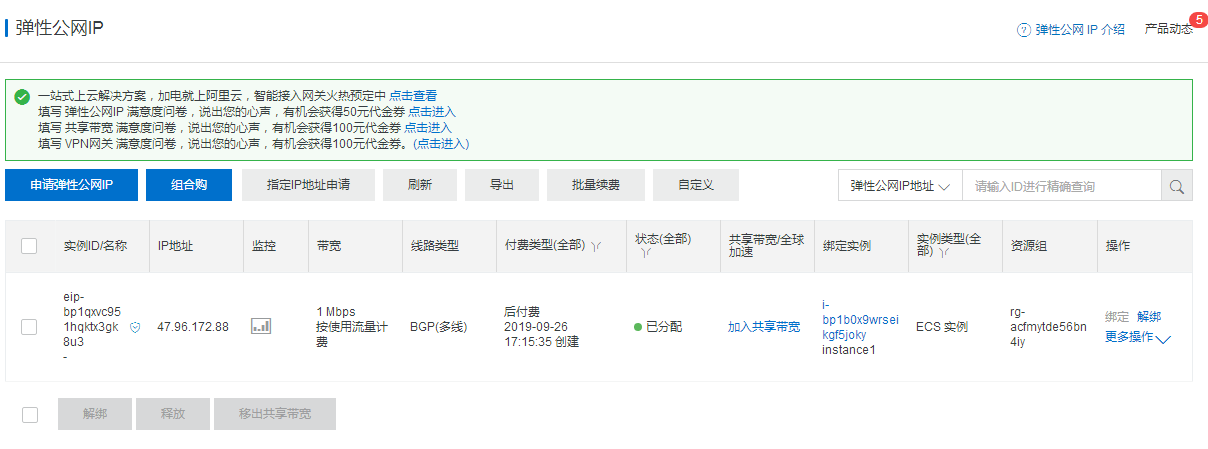 弹性公网IP
弹性公网 IP 介绍
产品动态
5
一站式上云解决方案，加电就上阿里云，智能接入网关火热预定中 点击查看
填写 弹性公网IP 满意度问卷，说出您的心声，有机会获得50元代金券 点击进入
填写 共享带宽 满意度问卷，说出您的心声，有机会获得100元代金券 点击进入
填写 VPN网关 满意度问卷，说出您的心声，有机会获得100元代金券。(点击进入)
申请弹性公网IP
组合购
指定IP地址申请
刷新
导出
批量续费
自定义
弹性公网IP地址
请输入ID进行精确查询
实例ID/名称
IP地址
监控
带宽
线路类型
付费类型(全部)
状态(全部)
共享带宽/全球
加速
绑定实例
实例类型(全
部)
资源组
操作
eip-
bp1qxvc95
1hqktx3gk
8u3
-
47.96.172.88
1 Mbps
按使用流量计
费
BGP(多线)
后付费
2019-09-26
17:15:35 创建
已分配
加入共享带宽
i-
bp1b0x9wrsei
kgf5joky
instance1
ECS 实例
rg-
acfmytde56bn
4iy
绑定 解绑
更多操作
解绑
释放
移出共享带宽